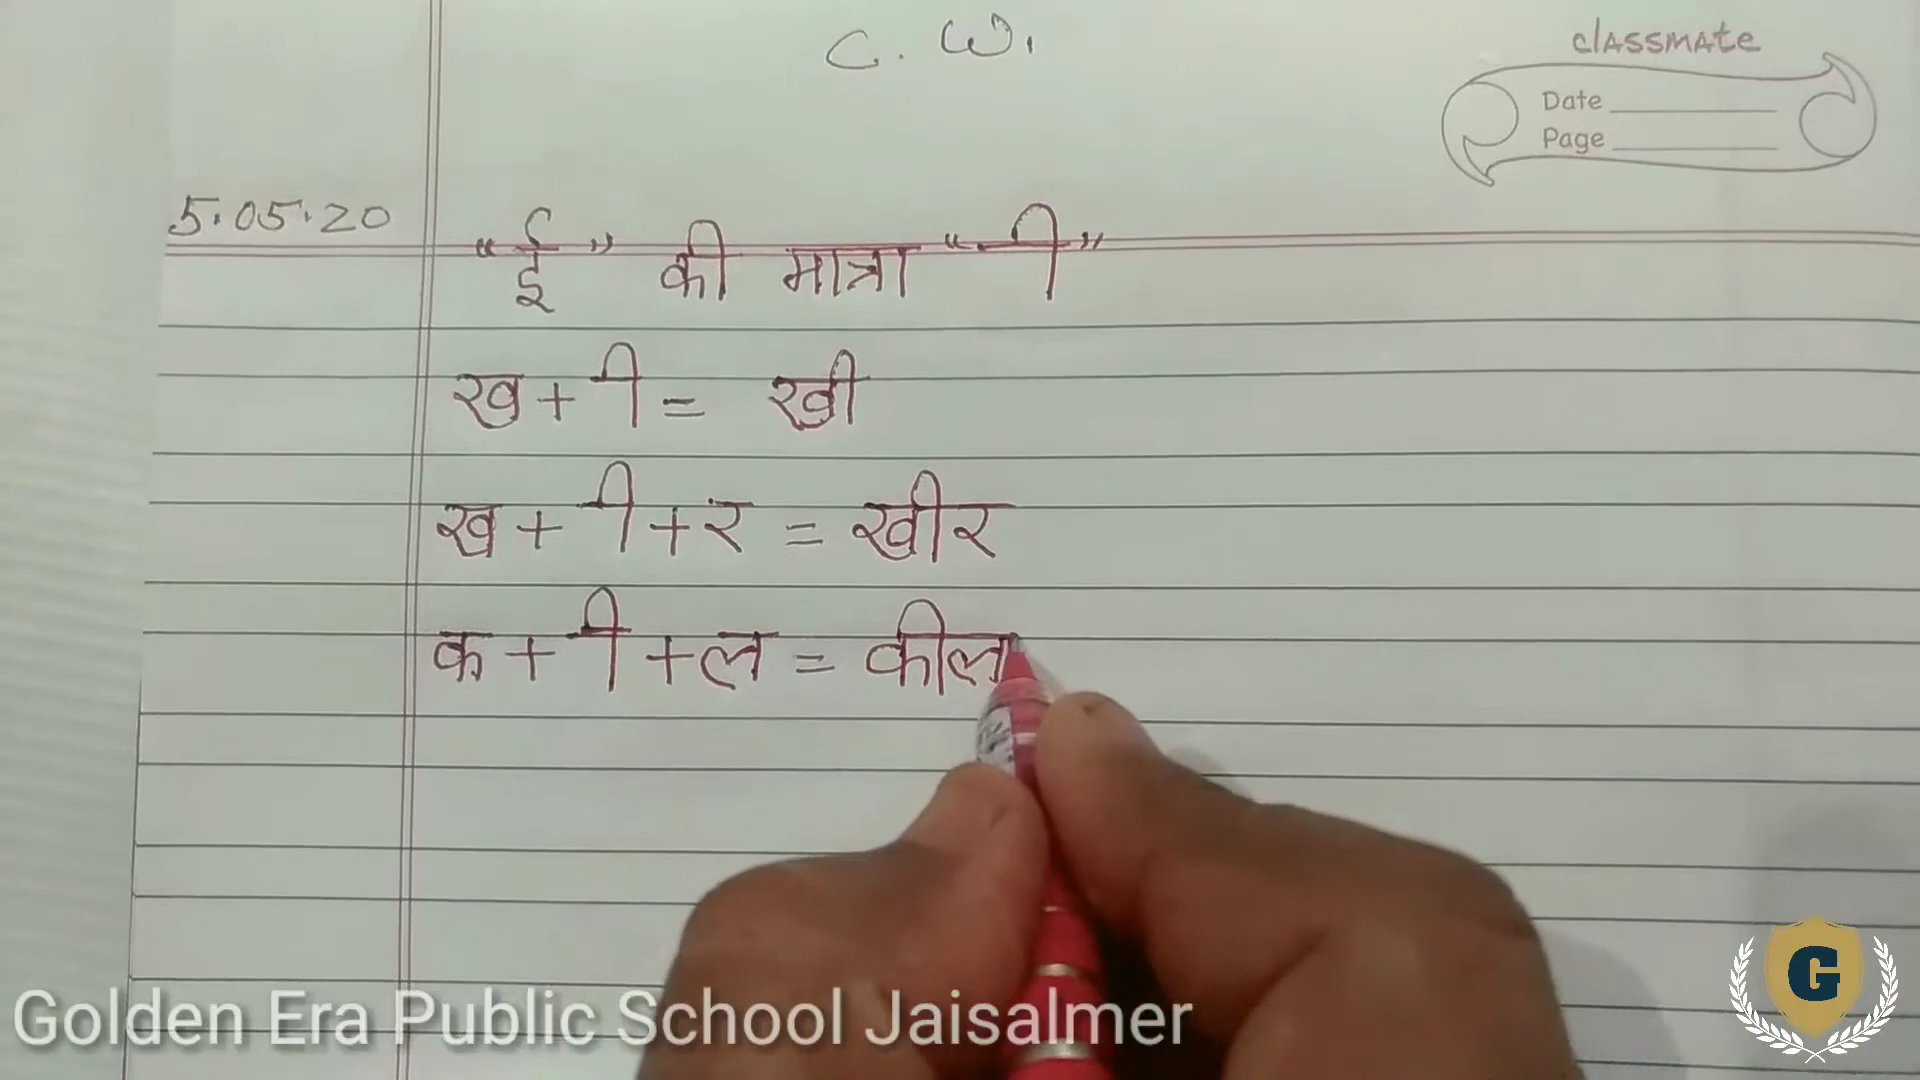 C. W.
classmate
Date
Page
5.05.20
"ई" की मात्रा "ी"
ख + ी = खी
ख + ी + र = खीर
क + ी + ल = कील
Golden Era Public School Jaisalmer
G